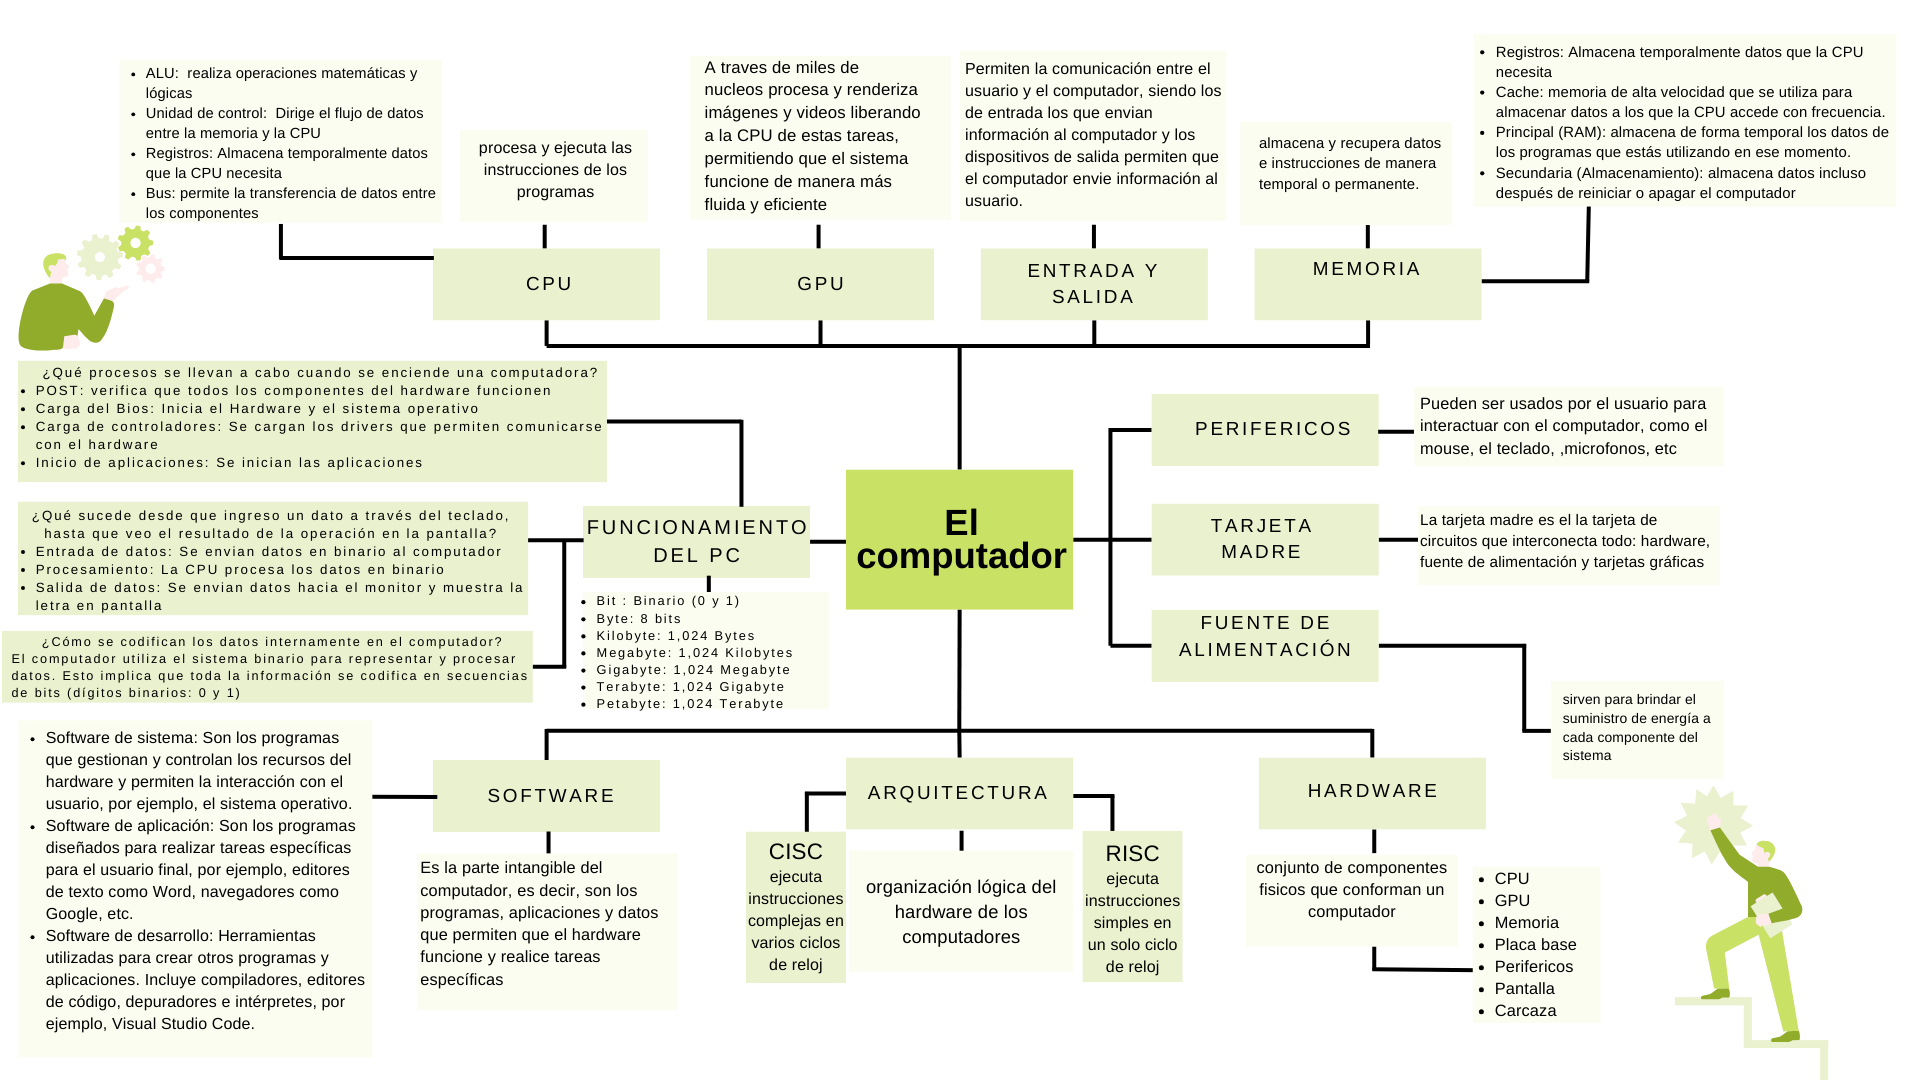 ALU:  realiza operaciones matemáticas y
lógicas
Unidad de control:  Dirige el flujo de datos
entre la memoria y la CPU
Registros: Almacena temporalmente datos
que la CPU necesita
Bus: permite la transferencia de datos entre
los componentes
procesa y ejecuta las
instrucciones de los
programas
A traves de miles de
nucleos procesa y renderiza
imágenes y videos liberando
a la CPU de estas tareas,
permitiendo que el sistema
funcione de manera más
fluida y eficiente
Permiten la comunicación entre el
usuario y el computador, siendo los
de entrada los que envian
información al computador y los
dispositivos de salida permiten que
el computador envie información al
usuario.
almacena y recupera datos
e instrucciones de manera
temporal o permanente.
Registros: Almacena temporalmente datos que la CPU
necesita
Cache: memoria de alta velocidad que se utiliza para
almacenar datos a los que la CPU accede con frecuencia.
Principal (RAM): almacena de forma temporal los datos de
los programas que estás utilizando en ese momento.
Secundaria (Almacenamiento): almacena datos incluso
después de reiniciar o apagar el computador
CPU
GPU
ENTRADA Y
SALIDA
MEMORIA
¿Qué procesos se llevan a cabo cuando se enciende una computadora?
POST: verifica que todos los componentes del hardware funcionen
Carga del Bios: Inicia el Hardware y el sistema operativo
Carga de controladores: Se cargan los drivers que permiten comunicarse
con el hardware
Inicio de aplicaciones: Se inician las aplicaciones
¿Qué sucede desde que ingreso un dato a través del teclado,
hasta que veo el resultado de la operación en la pantalla?
Entrada de datos: Se envian datos en binario al computador
Procesamiento: La CPU procesa los datos en binario
Salida de datos: Se envian datos hacia el monitor y muestra la
letra en pantalla
¿Cómo se codifican los datos internamente en el computador?
El computador utiliza el sistema binario para representar y procesar
datos. Esto implica que toda la información se codifica en secuencias
de bits (dígitos binarios: 0 y 1)
FUNCIONAMIENTO
DEL PC
Bit : Binario (0 y 1)
Byte: 8 bits
Kilobyte: 1,024 Bytes
Megabyte: 1,024 Kilobytes
Gigabyte: 1,024 Megabyte
Terabyte: 1,024 Gigabyte
Petabyte: 1,024 Terabyte
El
computador
PERIFERICOS
Pueden ser usados por el usuario para
interactuar con el computador, como el
mouse, el teclado, ,microfonos, etc
TARJETA
MADRE
La tarjeta madre es el la tarjeta de
circuitos que interconecta todo: hardware,
fuente de alimentación y tarjetas gráficas
FUENTE DE
ALIMENTACIÓN
sirven para brindar el
suministro de energía a
cada componente del
sistema
Software de sistema: Son los programas
que gestionan y controlan los recursos del
hardware y permiten la interacción con el
usuario, por ejemplo, el sistema operativo.
Software de aplicación: Son los programas
diseñados para realizar tareas específicas
para el usuario final, por ejemplo, editores
de texto como Word, navegadores como
Google, etc.
Software de desarrollo: Herramientas
utilizadas para crear otros programas y
aplicaciones. Incluye compiladores, editores
de código, depuradores e intérpretes, por
ejemplo, Visual Studio Code.
SOFTWARE
Es la parte intangible del
computador, es decir, son los
programas, aplicaciones y datos
que permiten que el hardware
funcione y realice tareas
específicas
ARQUITECTURA
CISC
ejecuta
instrucciones
complejas en
varios ciclos
de reloj
organización lógica del
hardware de los
computadores
RISC
ejecuta
instrucciones
simples en
un solo ciclo
de reloj
HARDWARE
conjunto de componentes
fisicos que conforman un
computador
CPU
GPU
Memoria
Placa base
Perifericos
Pantalla
Carcaza